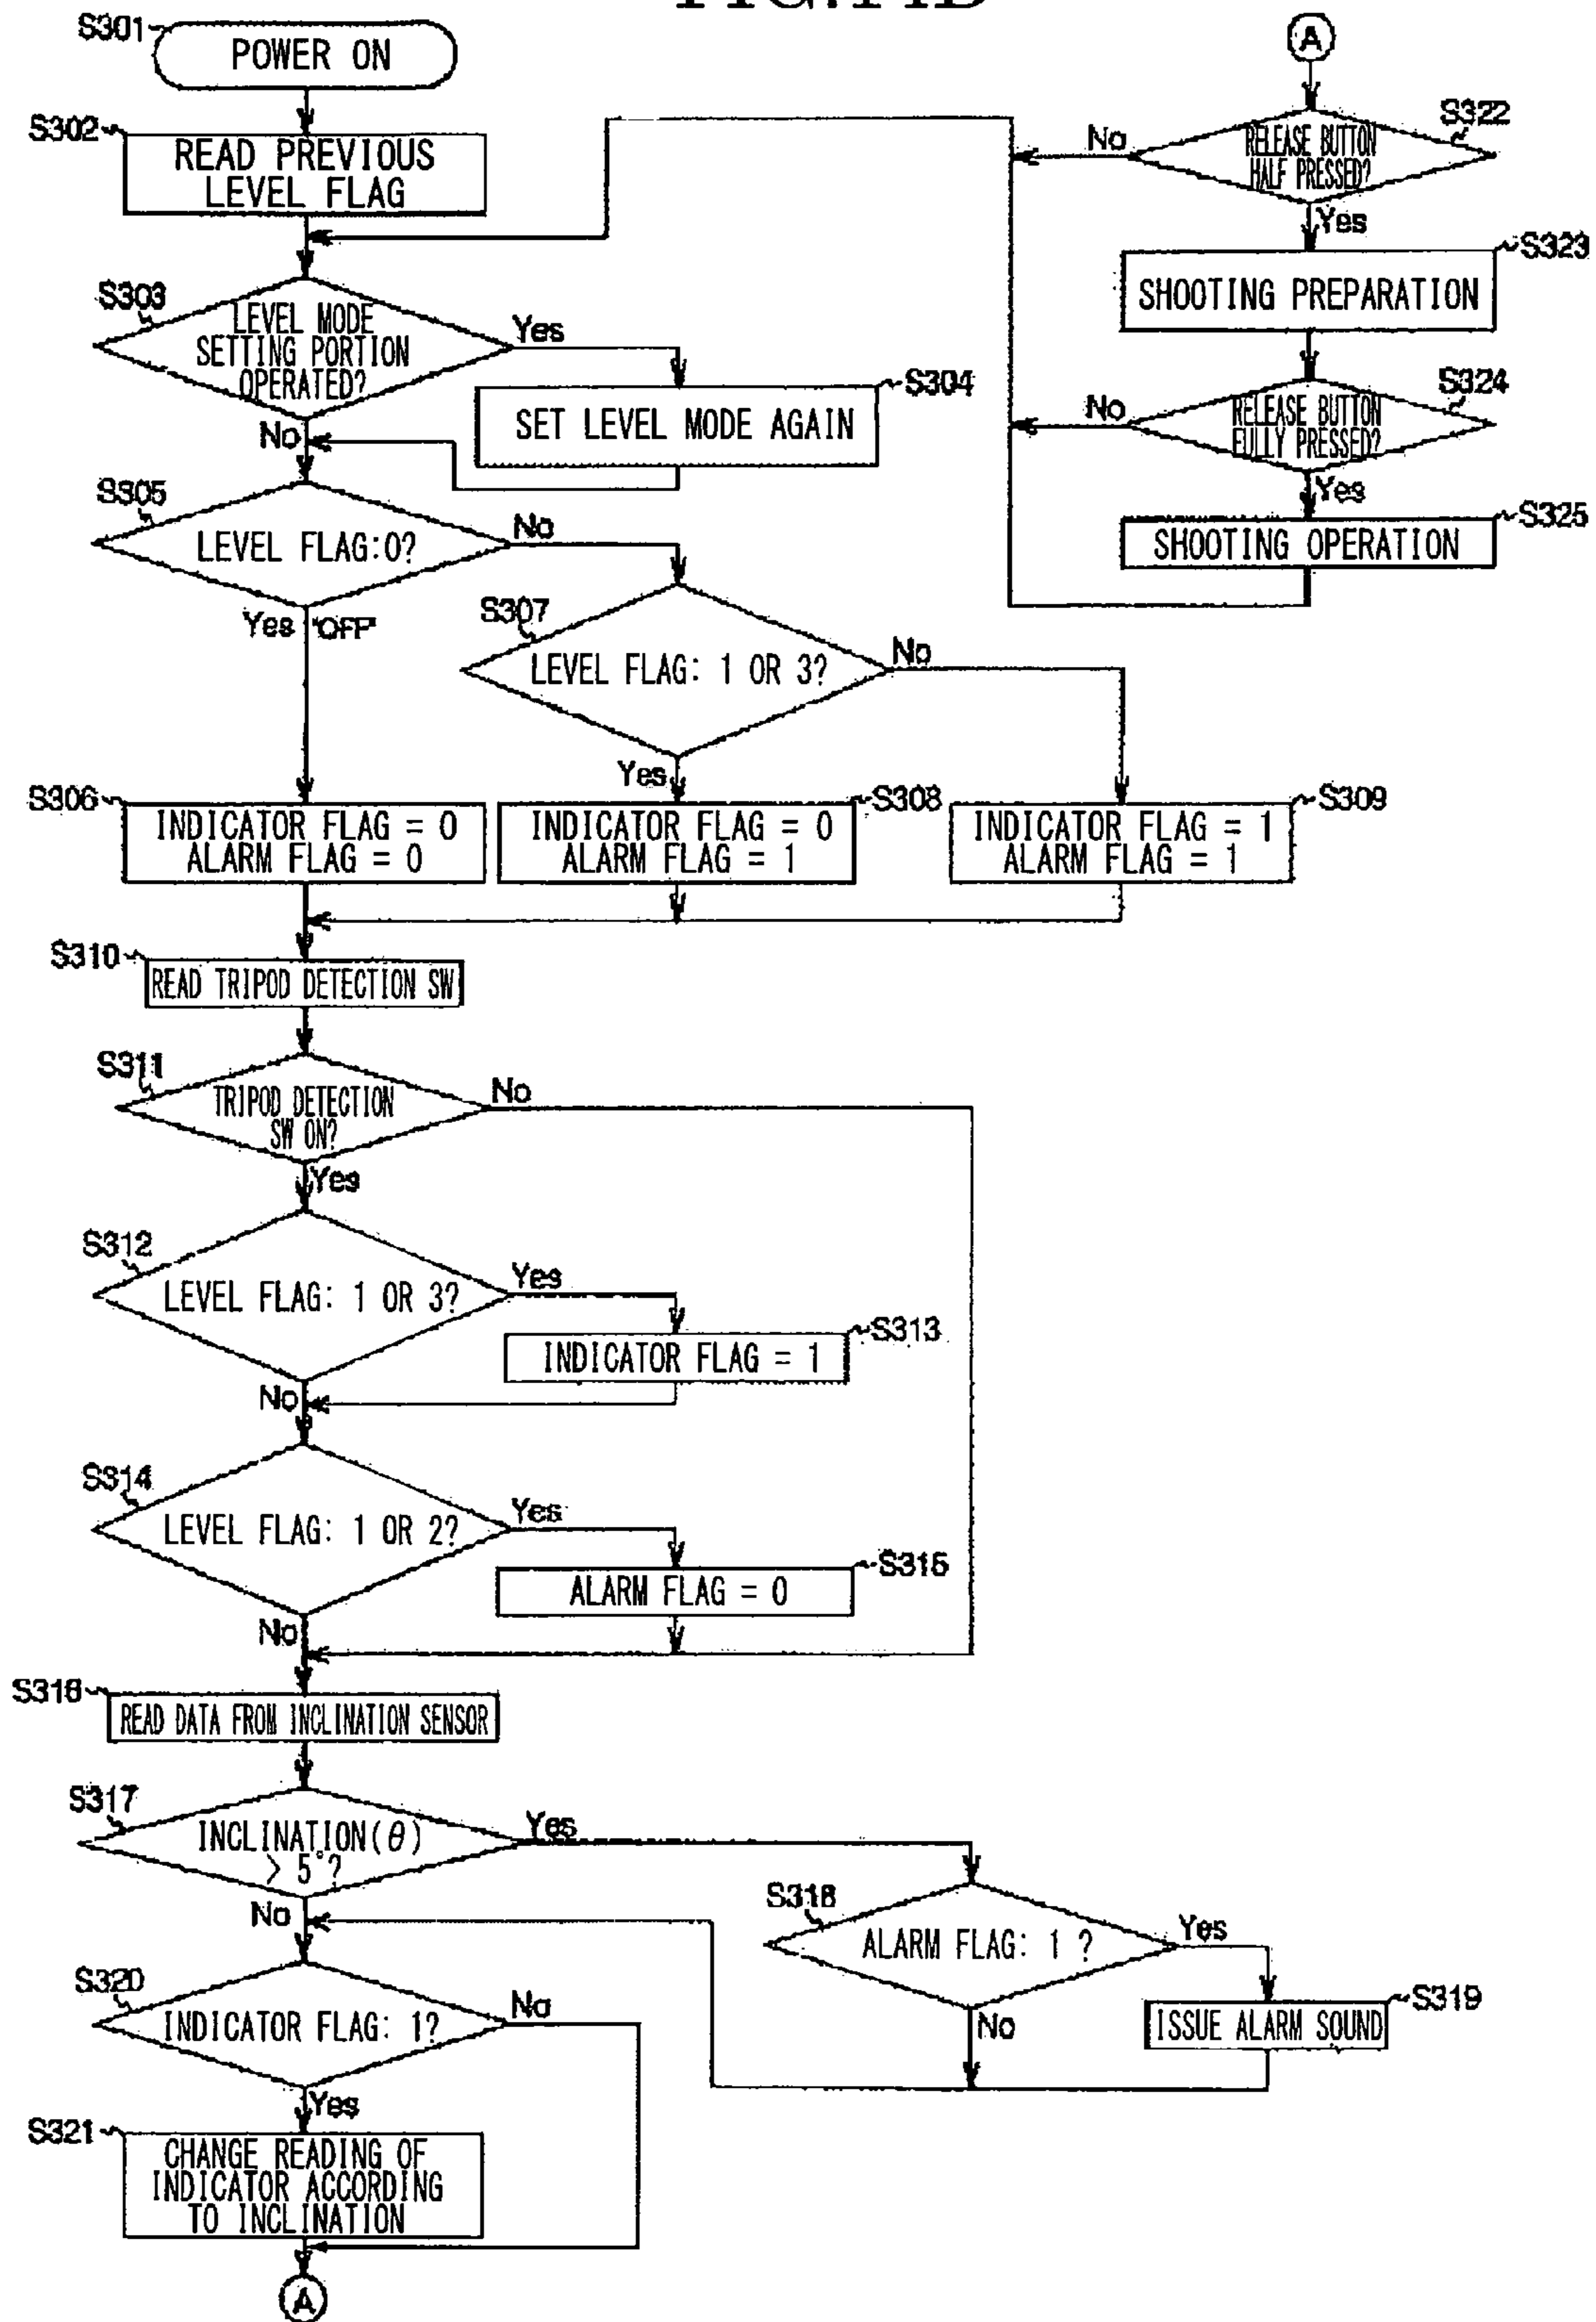 S301
POWER ON
S302
READ PREVIOUS
LEVEL FLAG
S303
LEVEL MODE
SETTING PORTION
OPERATED?
Yes
No
S304
SET LEVEL MODE AGAIN
S305
LEVEL FLAG:0?
No
Yes "OFF"
S307
LEVEL FLAG: 1 OR 3?
No
Yes
S306
INDICATOR FLAG = 0
ALARM FLAG = 0
S308
INDICATOR FLAG = 0
ALARM FLAG = 1
S309
INDICATOR FLAG = 1
ALARM FLAG = 1
S310
READ TRIPOD DETECTION SW
S311
TRIPOD DETECTION
SW ON?
No
Yes
S312
LEVEL FLAG: 1 OR 3?
Yes
No
S313
INDICATOR FLAG = 1
S314
LEVEL FLAG: 1 OR 2?
Yes
No
S315
ALARM FLAG = 0
S316
READ DATA FROM INCLINATION SENSOR
S317
INCLINATION(θ)
> 5°?
Yes
No
S318
ALARM FLAG: 1 ?
Yes
No
S319
ISSUE ALARM SOUND
S320
INDICATOR FLAG: 1?
No
Yes
S321
CHANGE READING OF
INDICATOR ACCORDING
TO INCLINATION
A
A
S322
RELEASE BUTTON
HALF PRESSED?
No
Yes
S323
SHOOTING PREPARATION
S324
RELEASE BUTTON
FULLY PRESSED?
No
Yes
S325
SHOOTING OPERATION